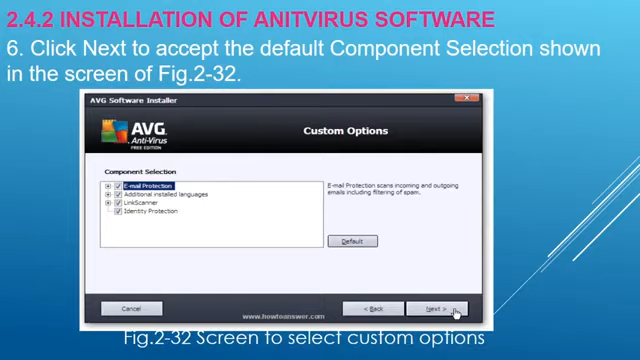 2.4.2 INSTALLATION OF ANITVIRUS SOFTWARE
6. Click Next to accept the default Component Selection shown
in the screen of Fig.2-32.
AVG Software Installer
AVG.
Anti-Virus
FREE EDITION
Custom Options
Component Selection
E-mail Protection
Additional installed languages
LinkScanner
Identity Protection
E-mail Protection scans incoming and outgoing
emails including filtering of spam.
Default
Cancel
www.howtoanswer.com
< Back
Next >
Fig.2-32 Screen to select custom options